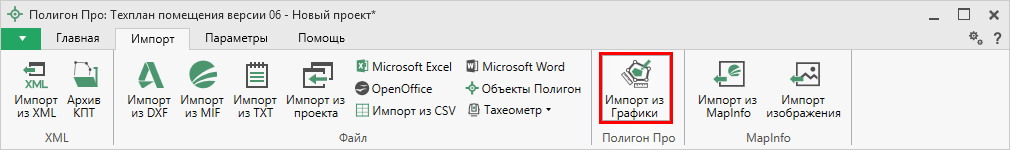 Полигон Про: Техплан помещения версии 06 - Новый проект*
Главная Импорт Параметры Помощь ?
XML
Импорт из XML
Архив КПТ
Импорт из DXF
Импорт из MIF
Импорт из TXT
Импорт из проекта
Microsoft Excel
OpenOffice
Импорт из CSV
Microsoft Word
Объекты Полигон
Тахеометр
Импорт из Графики
Импорт из MapInfo
Импорт изображения
XML Файл Полигон Про MapInfo